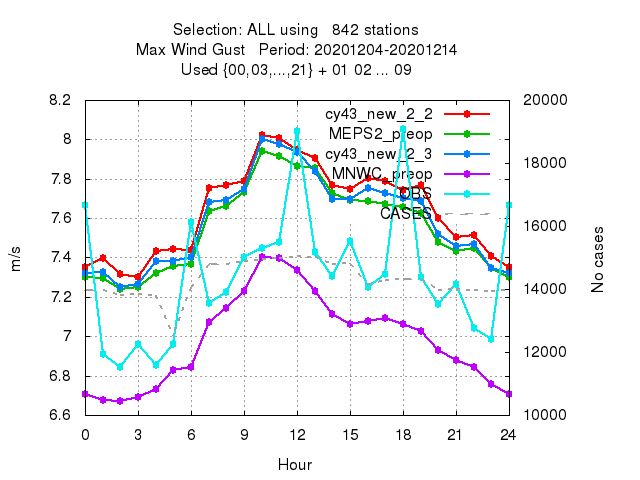 Selection: ALL using 842 stations
Max Wind Gust Period: 20201204-20201214
Used {00,03,...,21} + 01 02 ... 09
8.2
8
7.8
7.6
7.4
7.2
7
6.8
6.6
m/s
cy43_new_2_2
MEPS2_preop
cy43_new_2_3
MNWC_preop
OBS
CASES
20000
18000
16000
14000
12000
10000
No cases
0 3 6 9 12 15 18 21 24
Hour